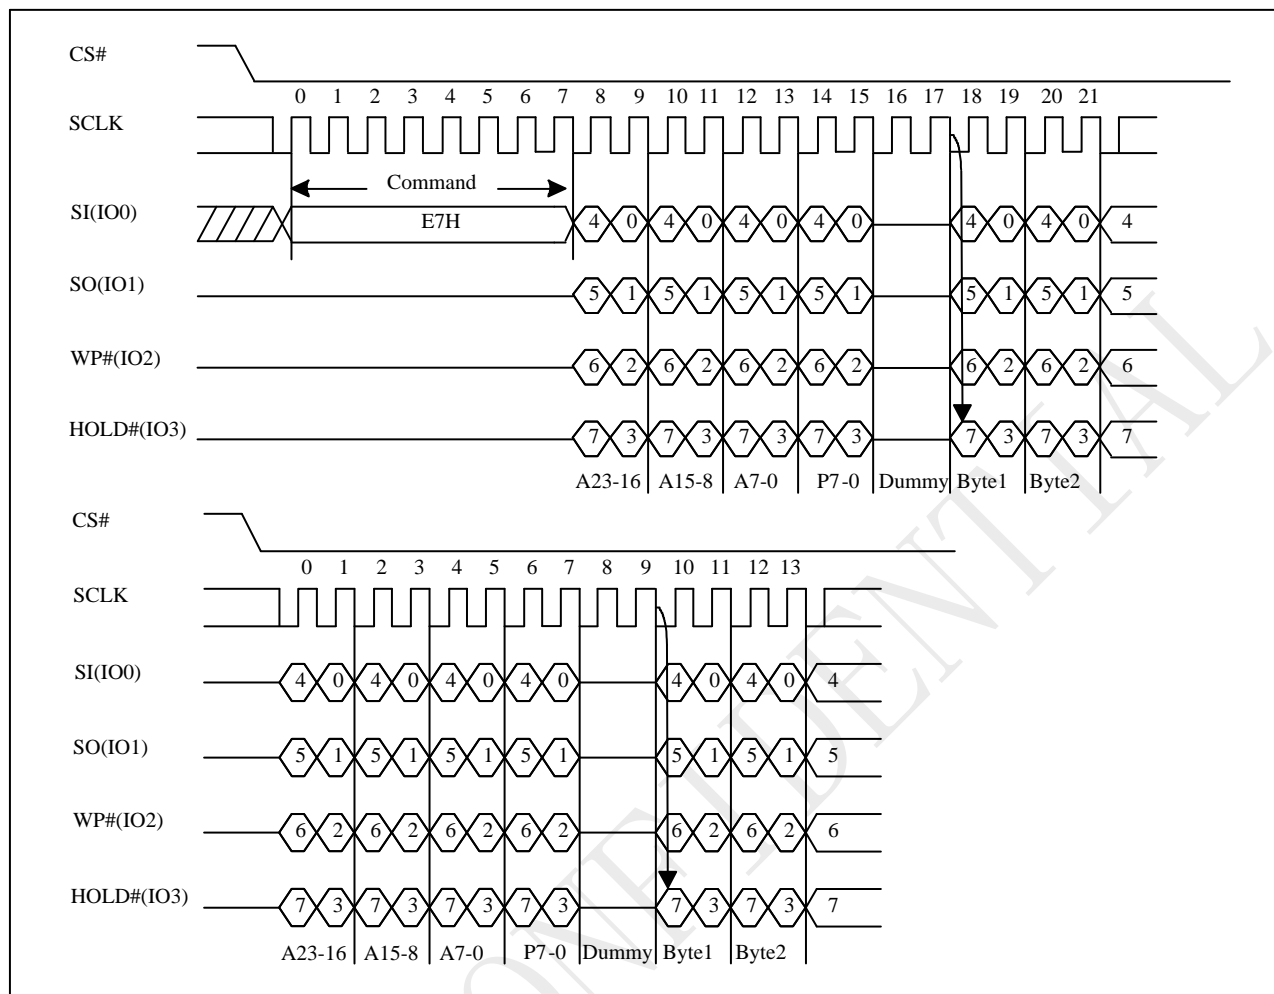 CS#
0 1 2 3 4 5 6 7 8 9 10 11 12 13 14 15 16 17 18 19 20 21
SCLK
Command
SI(IO0) E7H 4 0 4 0 4 0 4 0 4 0 4 0 4
SO(IO1) 5 1 5 1 5 1 5 1 5 1 5 1 5
WP#(IO2) 6 2 6 2 6 2 6 2 6 2 6 2 6
HOLD#(IO3) 7 3 7 3 7 3 7 3 7 3 7 3 7
A23-16 A15-8 A7-0 P7-0 Dummy Byte1 Byte2
CS#
0 1 2 3 4 5 6 7 8 9 10 11 12 13
SCLK
SI(IO0) 4 0 4 0 4 0 4 0 4 0 4 0 4
SO(IO1) 5 1 5 1 5 1 5 1 5 1 5 1 5
WP#(IO2) 6 2 6 2 6 2 6 2 6 2 6 2 6
HOLD#(IO3) 7 3 7 3 7 3 7 3 7 3 7 3 7
A23-16 A15-8 A7-0 P7-0 Dummy Byte1 Byte2
ONFIDENTIAL